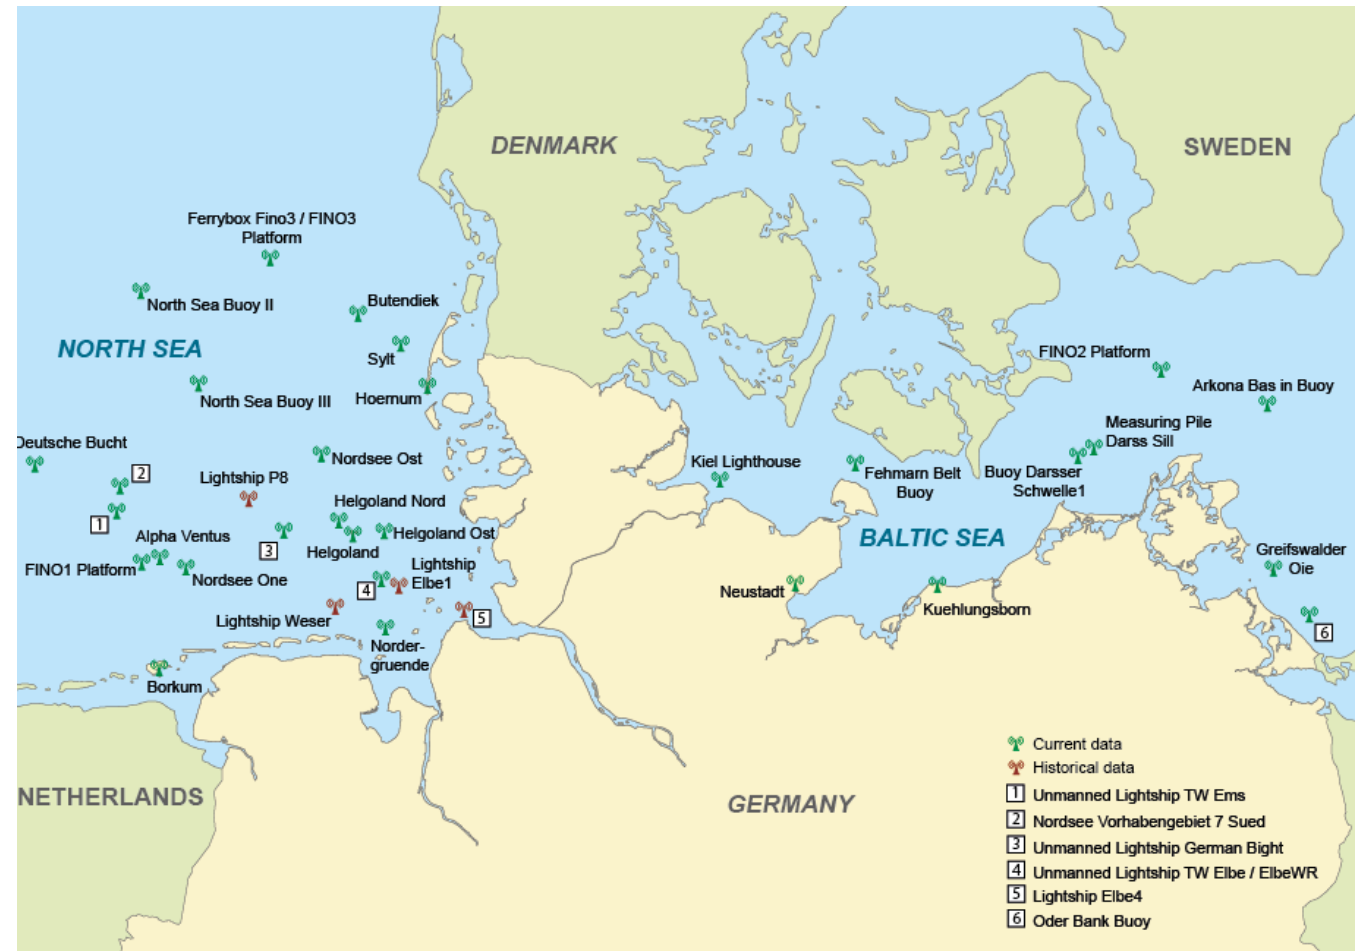 DENMARK
SWEDEN
Ferrybox Fino3 / FINO3
Platform
North Sea Buoy II
Butendiek
NORTH SEA
Sylt
FINO2 Platform
Arkona Bas in Buoy
North Sea Buoy III
Hoernum
Measuring Pile
Darss Sill
Deutsche Bucht
2
Nordsee Ost
Lightship P8
Kiel Lighthouse
Fehmarn Belt
Buoy
Buoy Darsser
Schwelle1
Helgoland Nord
1
Alpha Ventus
3
Helgoland Ost
Helgoland
BALTIC SEA
Greifswalder
Oie
FINO1 Platform
Nordsee One
Lightship
Elbe1
4
Neustadt
Kuehlungsborn
Lightship Weser
5
6
Norder-
gruende
Borkum
NETHERLANDS
GERMANY
Current data
Historical data
1 Unmanned Lightship TW Ems
2 Nordsee Vorhabengebiet 7 Sued
3 Unmanned Lightship German Bight
4 Unmanned Lightship TW Elbe / ElbeWR
5 Lightship Elbe4
6 Oder Bank Buoy